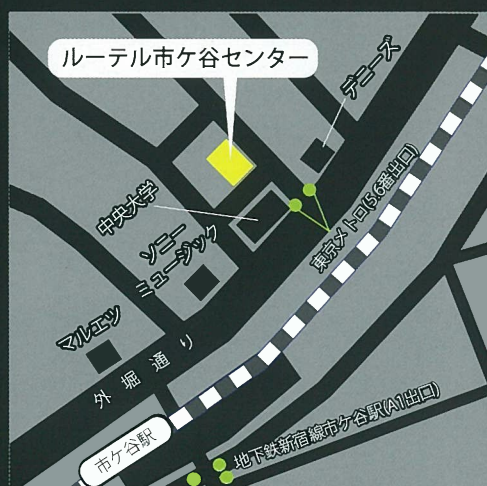 ルーテル市ケ谷センター
デニーズ
東京メトロ(5,6番出口)
中央大学
ソニー
ミュージック
マルエツ
外堀通り
市ケ谷駅
地下鉄新宿線市ケ谷駅(A1出口)